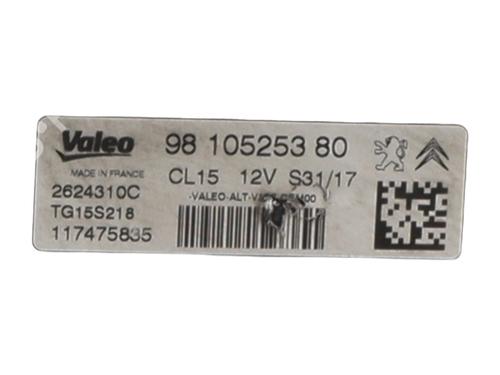 Valeo
98 105253 80
MADE IN FRANCE
CL15 12V S31/17
2624310C
TG15S218
117475835